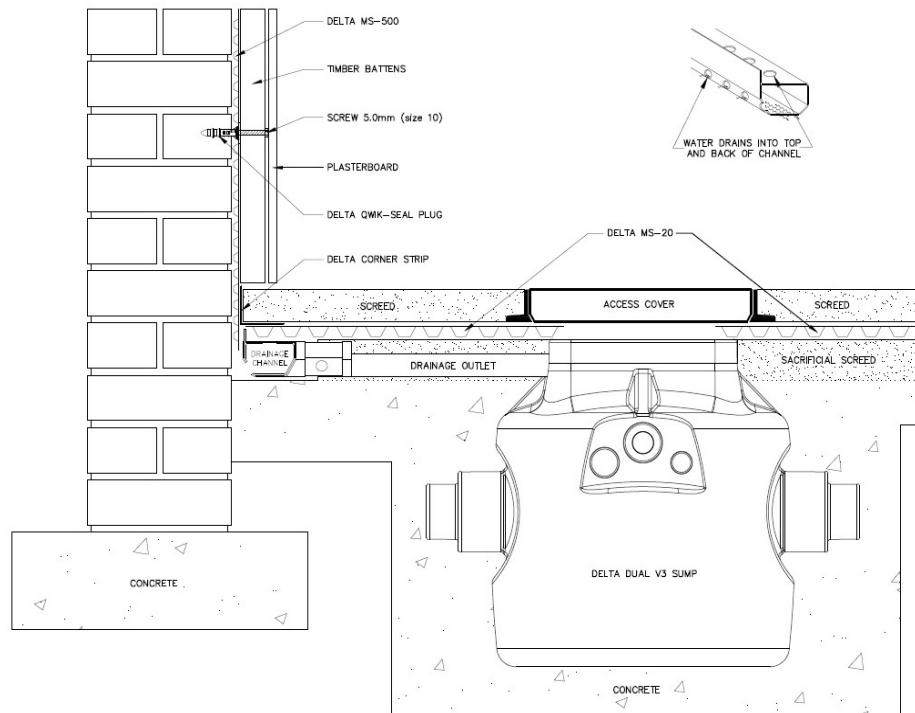 DELTA MS-500
TIMBER BATTENS
SCREW 5.0mm (size 10)
PLASTERBOARD
DELTA QWIK-SEAL PLUG
DELTA CORNER STRIP
WATER DRAINS INTO TOP
AND BACK OF CHANNEL
DELTA MS-20
SCREED
ACCESS COVER
SCREED
DRAINAGE
CHANNEL
DRAINAGE OUTLET
SACRIFICIAL SCREED
CONCRETE
DELTA DUAL V3 SUMP
CONCRETE